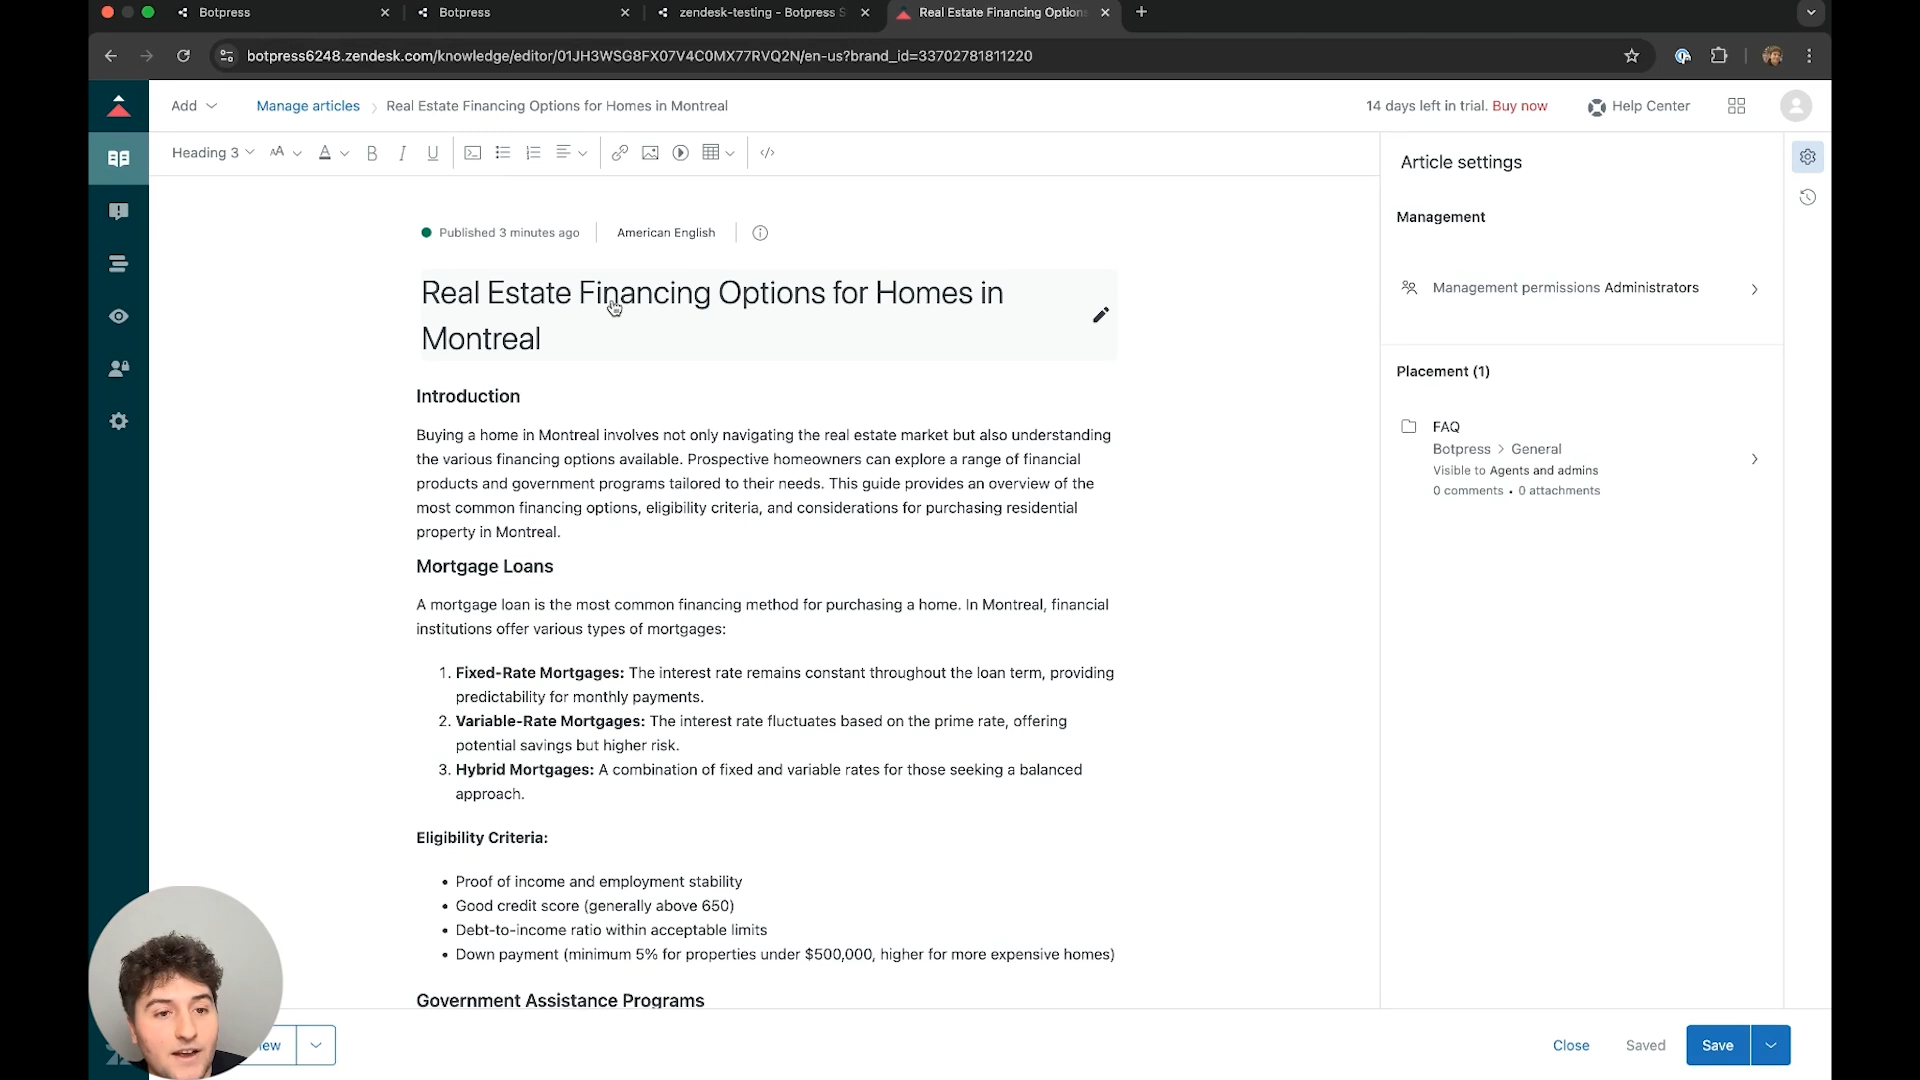 Botpress
Botpress
zendesk-testing - Botpress S
Real Estate Financing Options
botpress6248.zendesk.com/knowledge/editor/01JH3WSG8FX07V4C0MX77RVQ2N/en-us?brand_id=33702781811220
Add
Manage articles
Real Estate Financing Options for Homes in Montreal
14 days left in trial. Buy now
Help Center
Heading 3
Published 3 minutes ago
American English
Real Estate Financing Options for Homes in
Montreal
Introduction
Buying a home in Montreal involves not only navigating the real estate market but also understanding
the various financing options available. Prospective homeowners can explore a range of financial
products and government programs tailored to their needs. This guide provides an overview of the
most common financing options, eligibility criteria, and considerations for purchasing residential
property in Montreal.
Mortgage Loans
A mortgage loan is the most common financing method for purchasing a home. In Montreal, financial
institutions offer various types of mortgages:
1. Fixed-Rate Mortgages: The interest rate remains constant throughout the loan term, providing
predictability for monthly payments.
2. Variable-Rate Mortgages: The interest rate fluctuates based on the prime rate, offering
potential savings but higher risk.
3. Hybrid Mortgages: A combination of fixed and variable rates for those seeking a balanced
approach.
Eligibility Criteria:
• Proof of income and employment stability
• Good credit score (generally above 650)
• Debt-to-income ratio within acceptable limits
• Down payment (minimum 5% for properties under $500,000, higher for more expensive homes)
Government Assistance Programs
Article settings
Management
Management permissions Administrators
Placement (1)
FAQ
Botpress > General
Visible to Agents and admins
0 comments • 0 attachments
Close
Saved
Save